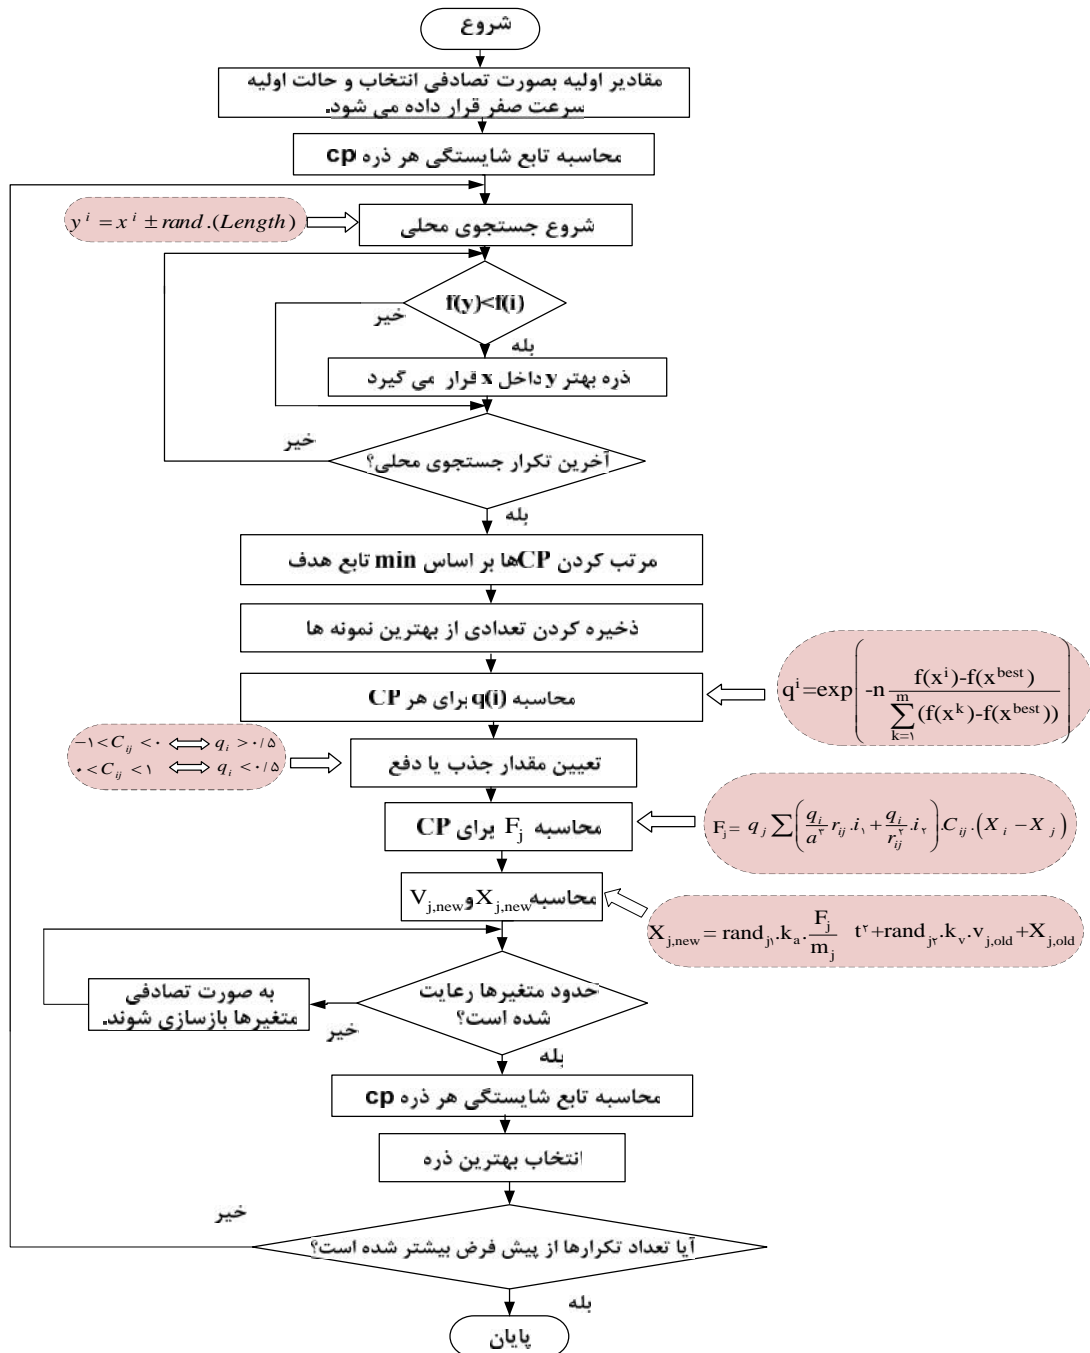 شروع
مقادیر اولیه بصورت تصادفی انتخاب و حالت اولیه
سرعت صفر قرار داده می شود.
محاسبه تابع شایستگی هر ذره cp
y^i = x^i ± rand.(Length)
شروع جستجوی محلی
f(y)<f(i)
خیر
بله
ذره بهتر y داخل x قرار می گیرد
خیر
آخرین تکرار جستجوی محلی؟
بله
مرتب کردن CPها بر اساس min تابع هدف
ذخیره کردن تعدادی از بهترین نمونه ها
محاسبه q(i) برای هر CP
q^i=exp(-n (f(x^i)-f(x^best))/(∑_{k=۱}^{m}(f(x^k)-f(x^best))))
-۱<C_ij<۰ ⟺ q_i>۰/۵
۰<C_ij<۱ ⟺ q_i<۰/۵
تعیین مقدار جذب یا دفع
محاسبه F_j برای CP
F_j= q_j∑(q_i/a^۳ r_ij.i_۱+q_i/r_ij^۲.i_۲).C_ij.(X_i−X_j)
محاسبه X_j,new و V_j,new
X_j,new= rand_j۱.k_a.F_j/m_j t^۲+rand_j۲.k_v.v_j,old+X_j,old
حدود متغیرها رعایت
شده است؟
به صورت تصادفی
متغیرها بازسازی شوند.
خیر
بله
محاسبه تابع شایستگی هر ذره cp
انتخاب بهترین ذره
خیر
آیا تعداد تکرارها از پیش فرض بیشتر شده است؟
بله
پایان